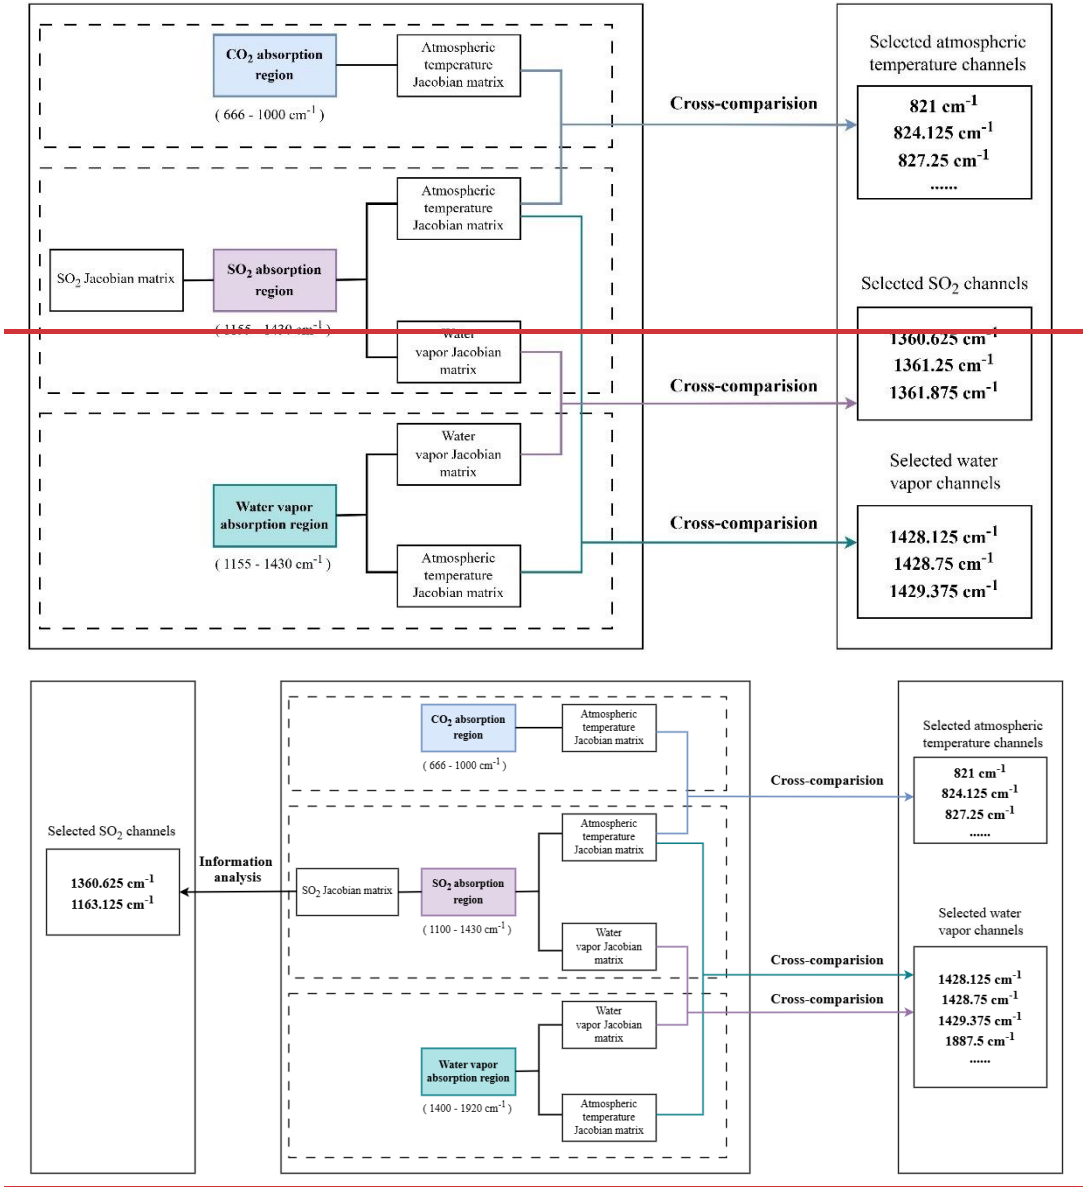 CO2 absorption
region
( 666 - 1000 cm-1 )
Atmospheric
temperature
Jacobian matrix
Cross-comparision
Selected atmospheric
temperature channels
821 cm-1
824.125 cm-1
827.25 cm-1
......
SO2 Jacobian matrix
SO2 absorption
region
( 1155 - 1430 cm-1 )
Atmospheric
temperature
Jacobian matrix
Water
vapor Jacobian
matrix
Cross-comparision
Selected SO2 channels
1360.625 cm-1
1361.25 cm-1
1361.875 cm-1
Water vapor
absorption region
( 1155 - 1430 cm-1 )
Water
vapor Jacobian
matrix
Atmospheric
temperature
Jacobian matrix
Cross-comparision
Selected water
vapor channels
1428.125 cm-1
1428.75 cm-1
1429.375 cm-1
Selected SO2 channels
1360.625 cm-1
1163.125 cm-1
Information
analysis
CO2 absorption
region
( 666 - 1000 cm-1 )
Atmospheric
temperature
Jacobian matrix
Cross-comparision
Selected atmospheric
temperature channels
821 cm-1
824.125 cm-1
827.25 cm-1
......
SO2 Jacobian matrix
SO2 absorption
region
( 1100 - 1430 cm-1 )
Atmospheric
temperature
Jacobian matrix
Water
vapor Jacobian
matrix
Water vapor
absorption region
( 1400 - 1920 cm-1 )
Water
vapor Jacobian
matrix
Atmospheric
temperature
Jacobian matrix
Cross-comparision
Cross-comparision
Selected water
vapor channels
1428.125 cm-1
1428.75 cm-1
1429.375 cm-1
1887.5 cm-1
......